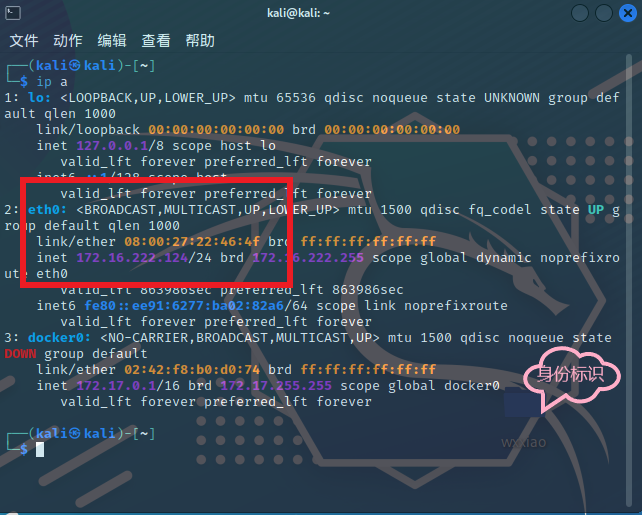 kali@kali: ~
文件 动作 编辑 查看 帮助
┌──(kali㉿kali)-[~]
└─$ ip a
1: lo: <LOOPBACK,UP,LOWER_UP> mtu 65536 qdisc noqueue state UNKNOWN group def
ault qlen 1000
link/loopback 00:00:00:00:00:00 brd 00:00:00:00:00:00
inet 127.0.0.1/8 scope host lo
valid_lft forever preferred_lft forever
inet6 ::1/128 scope host
valid_lft forever preferred_lft forever
2: eth0: <BROADCAST,MULTICAST,UP,LOWER_UP> mtu 1500 qdisc fq_codel state UP g
roup default qlen 1000
link/ether 08:00:27:22:46:4f brd ff:ff:ff:ff:ff:ff
inet 172.16.222.124/24 brd 172.16.222.255 scope global dynamic noprefixro
ute eth0
valid_lft 863986sec preferred_lft 863986sec
inet6 fe80::ee91:6277:ba02:82a6/64 scope link noprefixroute
valid_lft forever preferred_lft forever
3: docker0: <NO-CARRIER,BROADCAST,MULTICAST,UP> mtu 1500 qdisc noqueue state
DOWN group default
link/ether 02:42:f8:b0:d0:74 brd ff:ff:ff:ff:ff:ff
inet 172.17.0.1/16 brd 172.17.255.255 scope global docker0
valid_lft forever preferred_lft forever
身份标识
┌──(kali㉿kali)-[~]
└─$